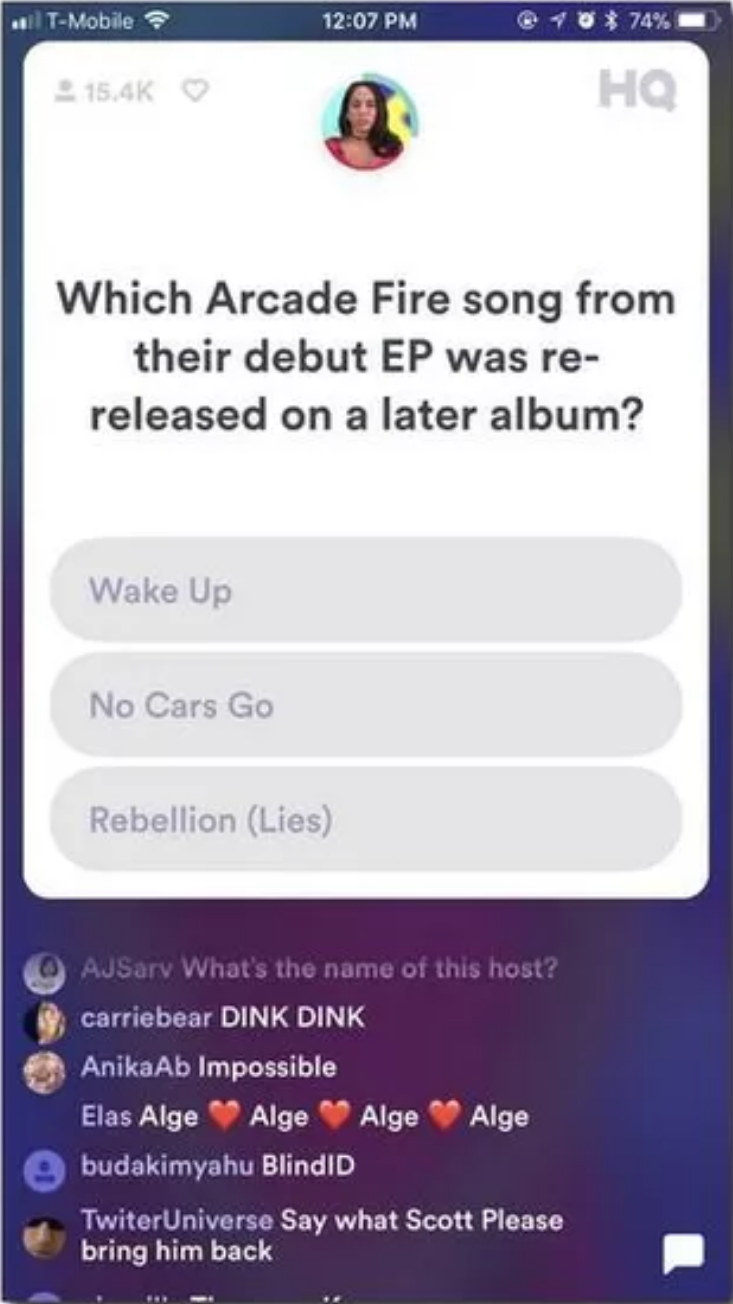 T-Mobile 12:07 PM 74%
15.4K HQ
Which Arcade Fire song from
their debut EP was re-
released on a later album?
Wake Up
No Cars Go
Rebellion (Lies)
AJSarv What's the name of this host?
carriebear DINK DINK
AnikaAb Impossible
Elas Alge ❤️ Alge ❤️ Alge ❤️ Alge
budakimyahu BlindID
TwiterUniverse Say what Scott Please
bring him back